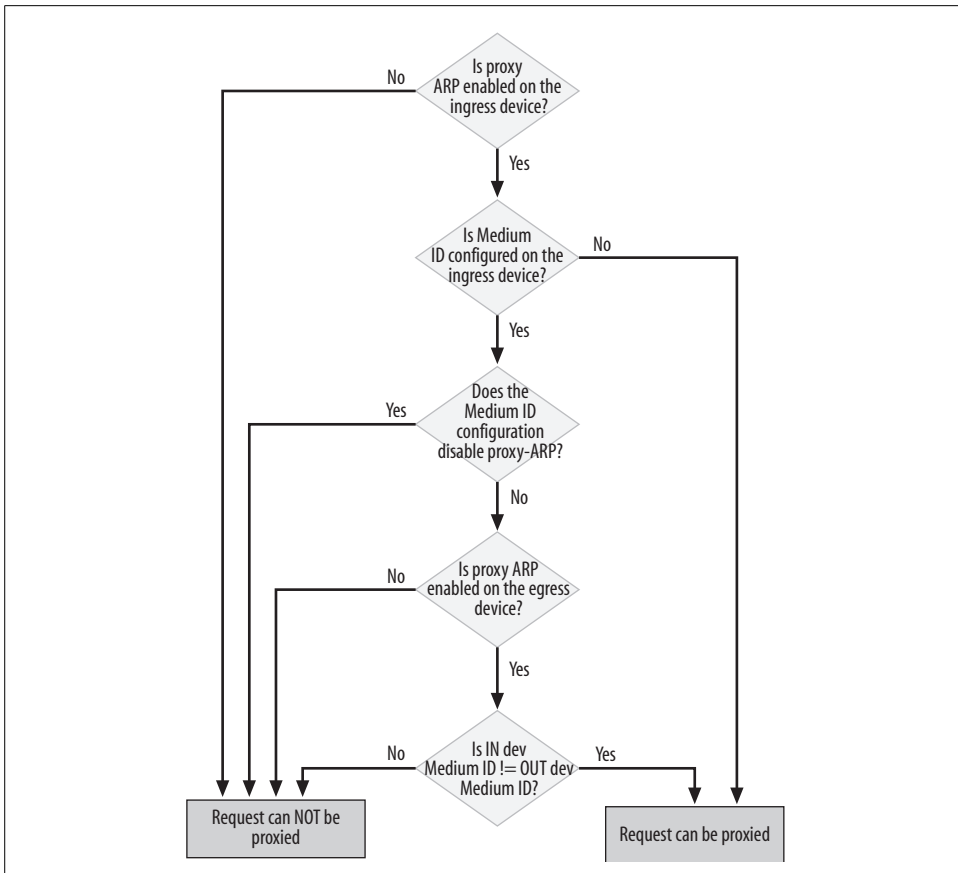 Is proxy
ARP enabled on the
ingress device?
No
Yes
Is Medium
ID configured on the
ingress device?
No
Yes
Does the
Medium ID
configuration
disable proxy-ARP?
Yes
No
Is proxy ARP
enabled on the egress
device?
No
Yes
Is IN dev
Medium ID != OUT dev
Medium ID?
No
Yes
Request can NOT be
proxied
Request can be proxied